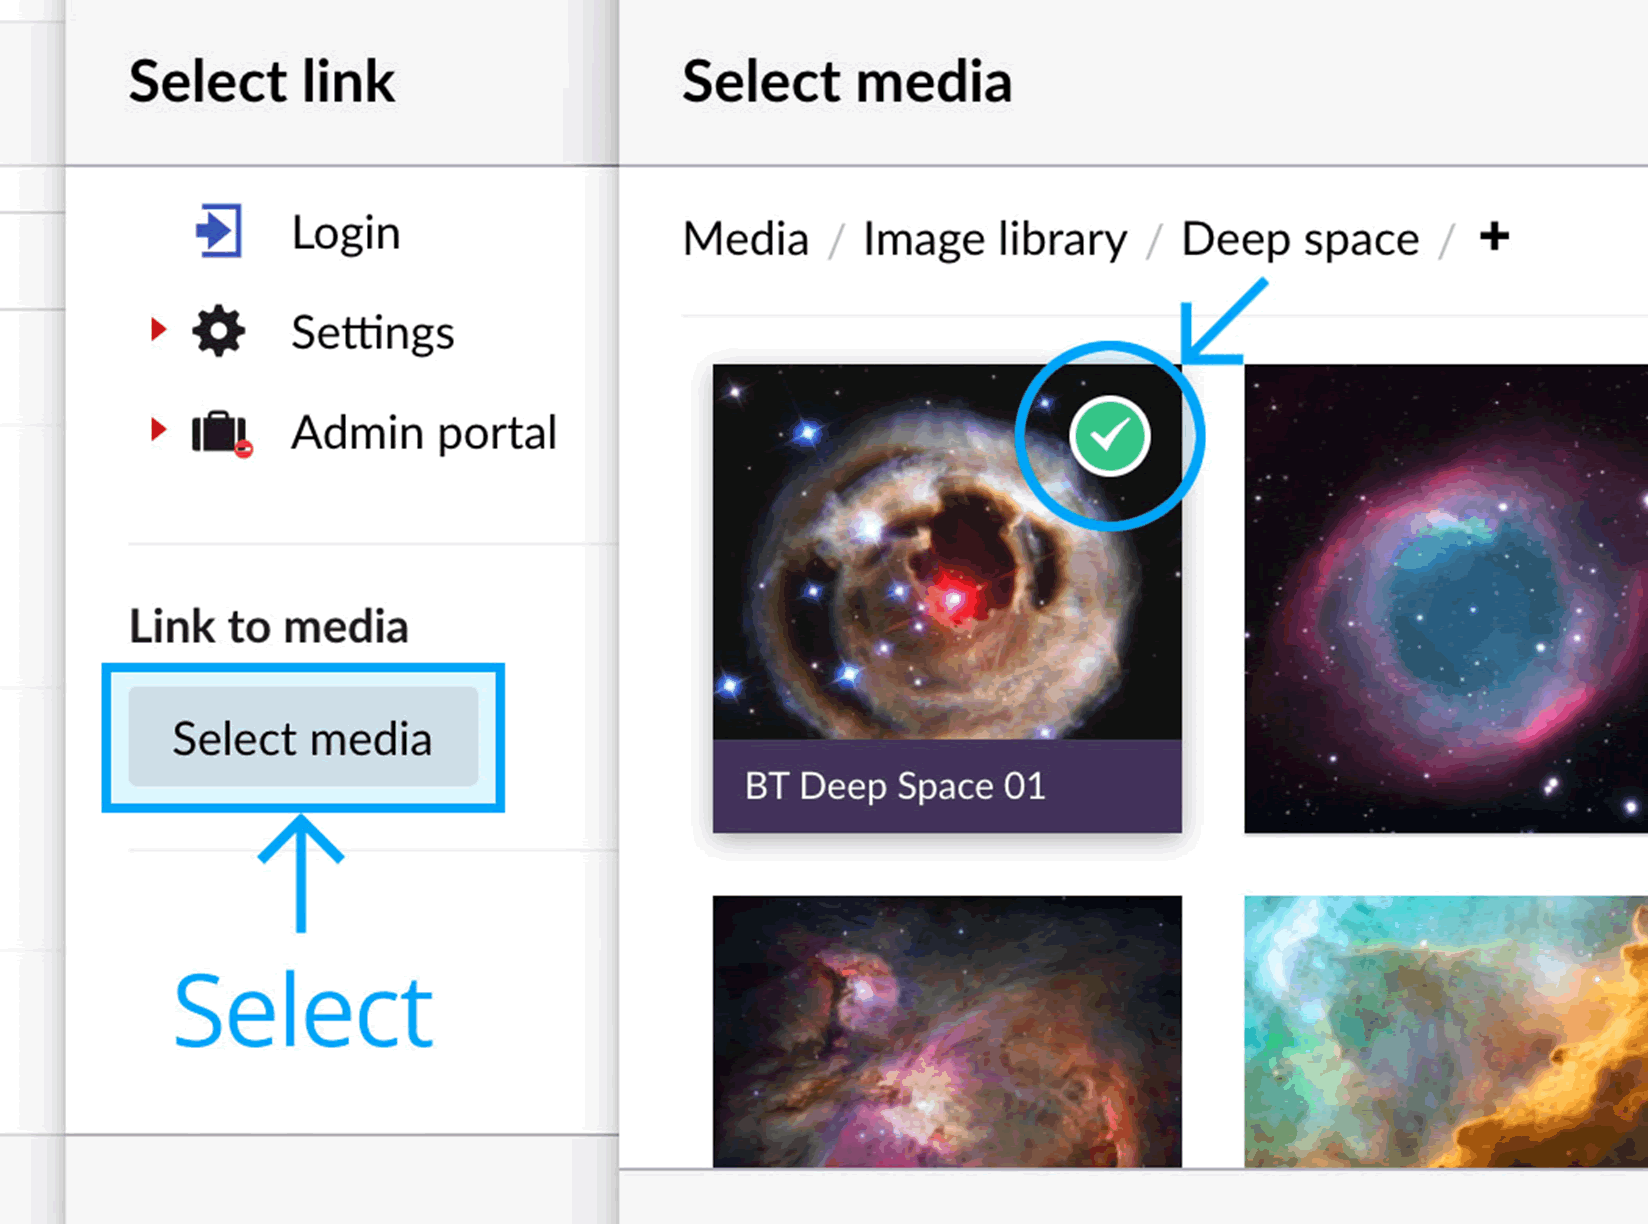 Select link
Login
Settings
Admin portal
Link to media
Select media
Select
Select media
Media / Image library / Deep space / +
BT Deep Space 01